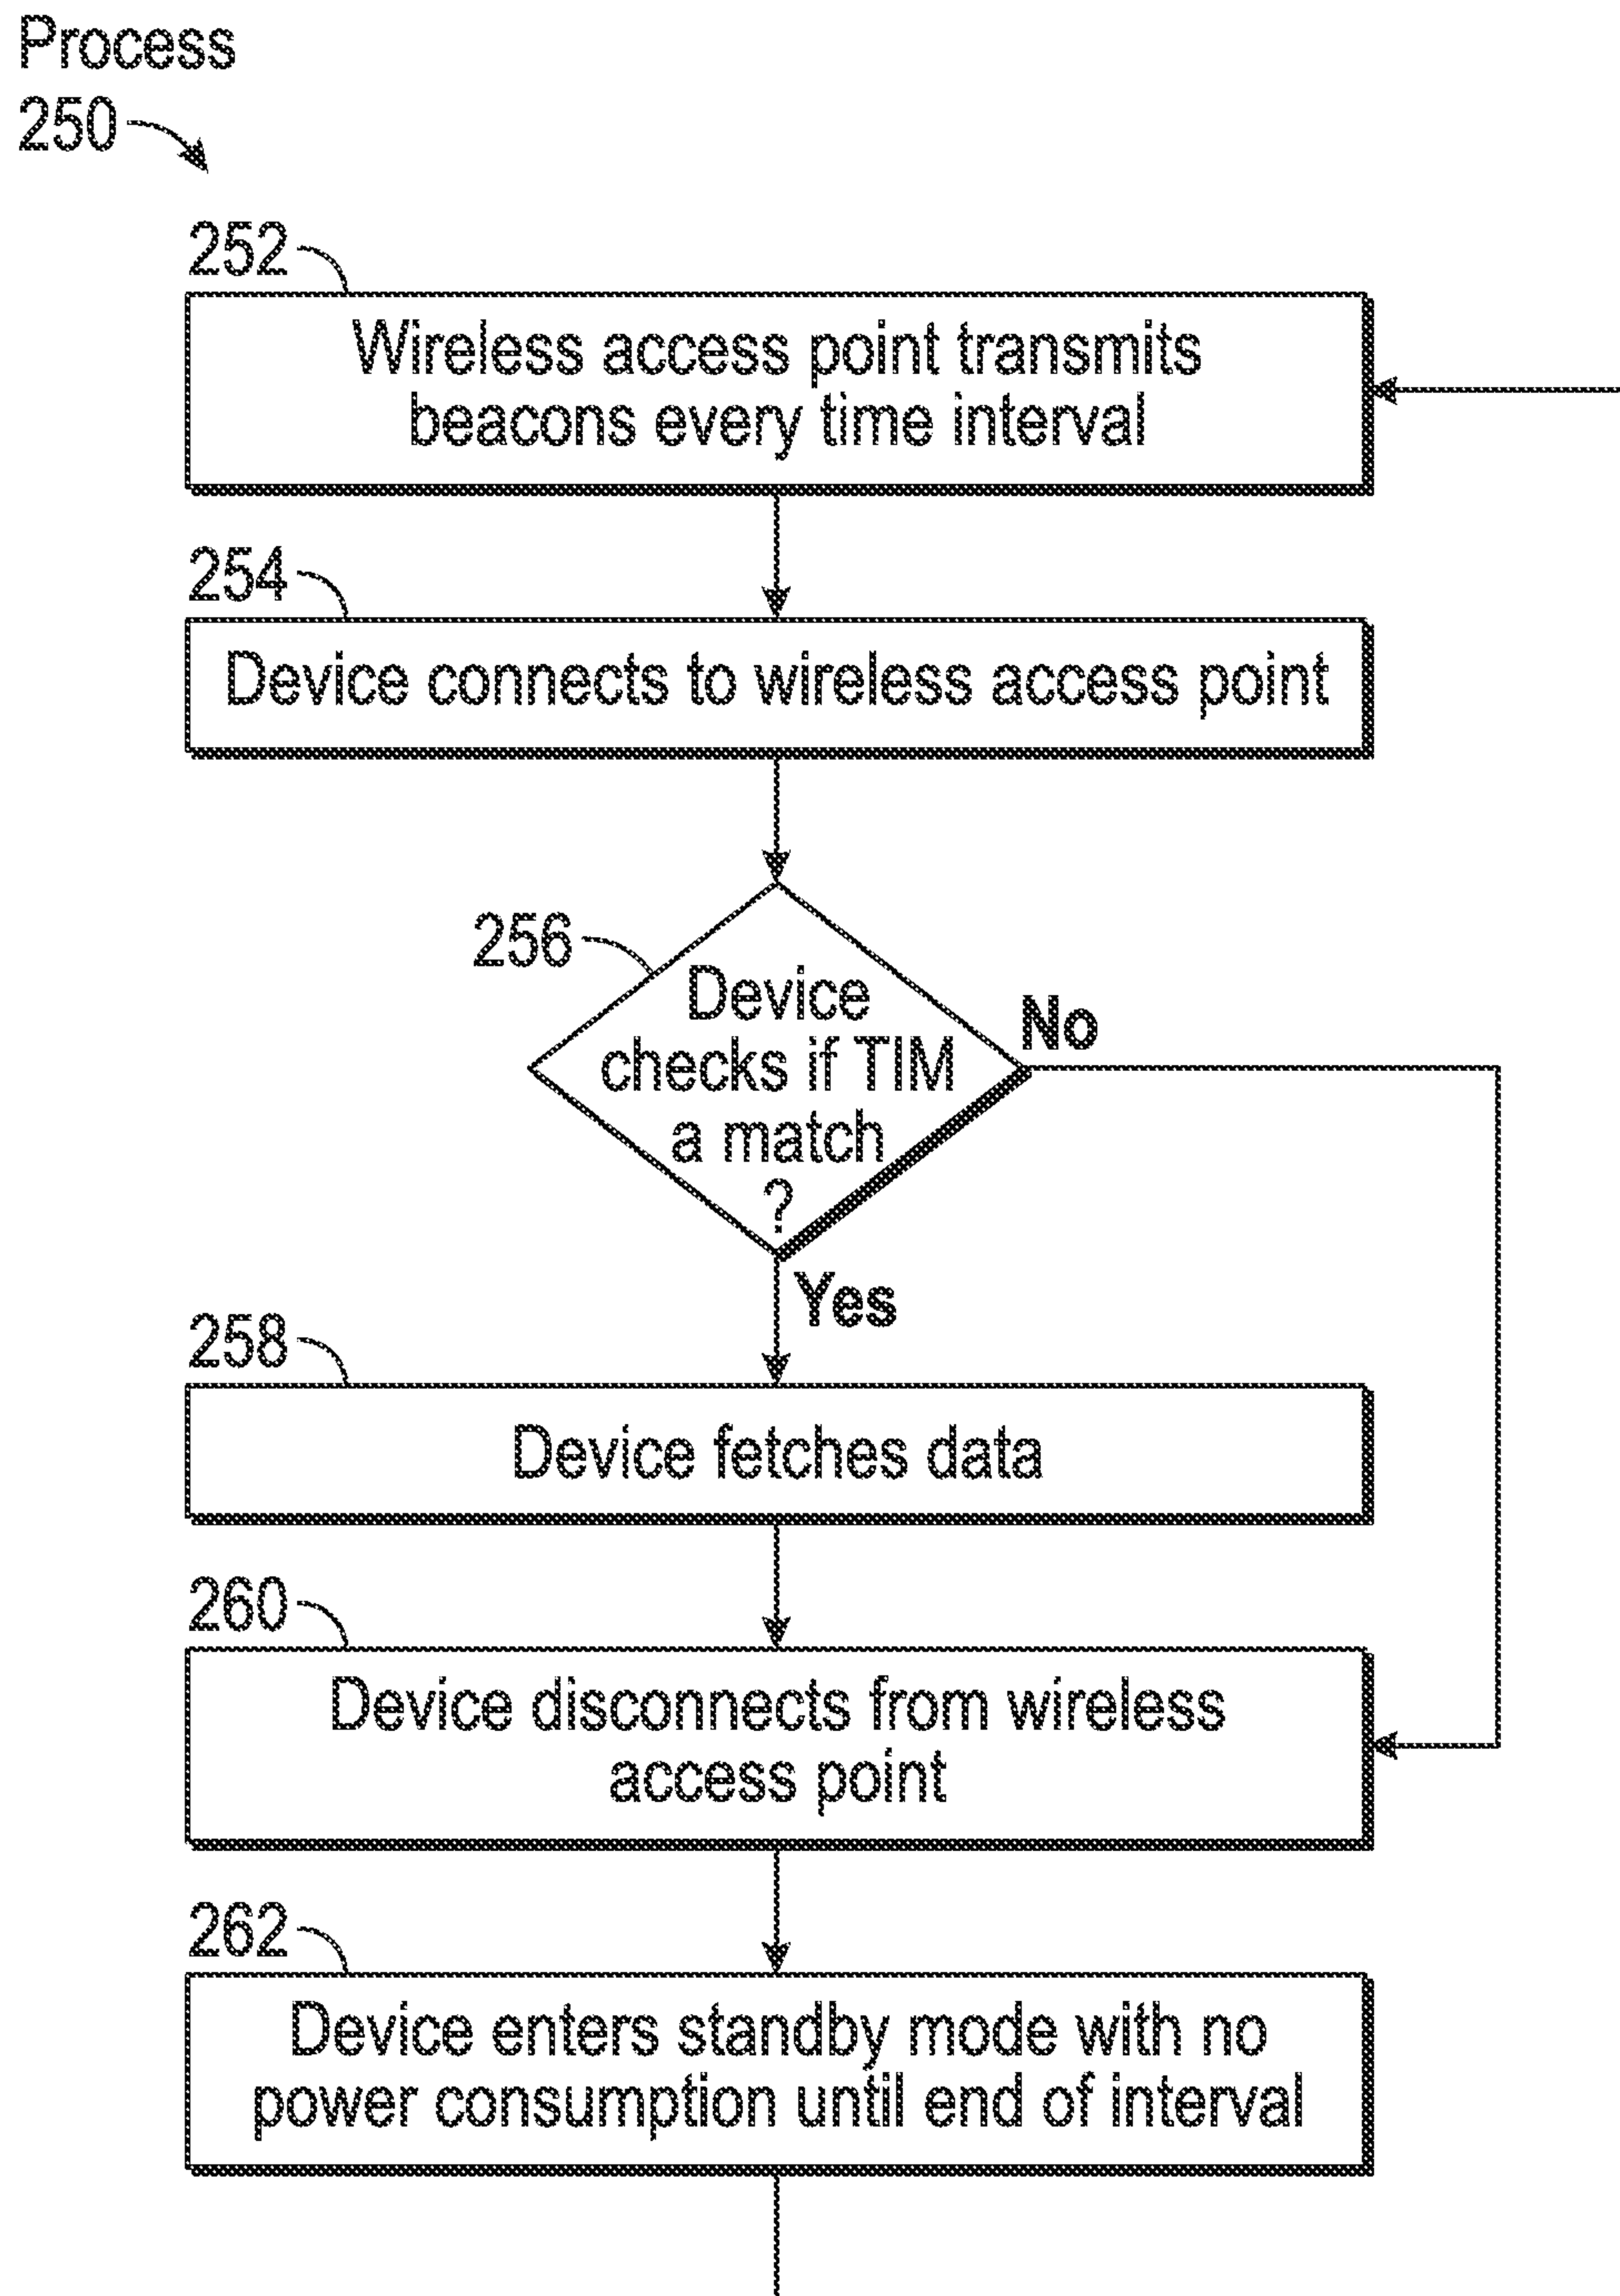 Process
250
252
Wireless access point transmits
beacons every time interval
254
Device connects to wireless access point
256
Device
checks if TIM
a match
?
No
Yes
258
Device fetches data
260
Device disconnects from wireless
access point
262
Device enters standby mode with no
power consumption until end of interval